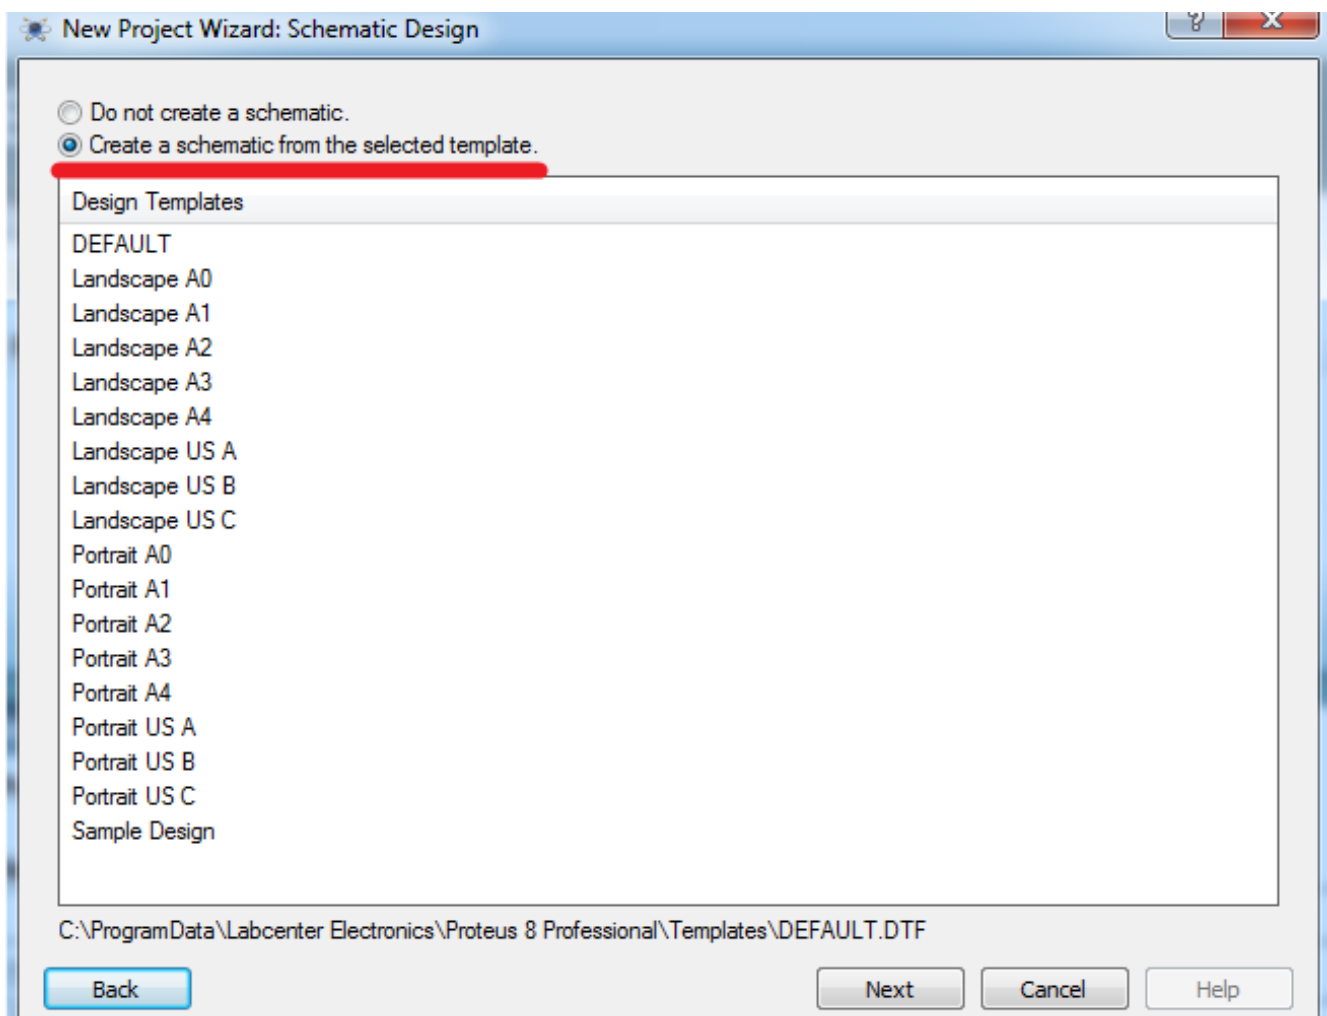 New Project Wizard: Schematic Design
Do not create a schematic.
Create a schematic from the selected template.
Design Templates
DEFAULT
Landscape A0
Landscape A1
Landscape A2
Landscape A3
Landscape A4
Landscape US A
Landscape US B
Landscape US C
Portrait A0
Portrait A1
Portrait A2
Portrait A3
Portrait A4
Portrait US A
Portrait US B
Portrait US C
Sample Design
C:\ProgramData\Labcenter Electronics\Proteus 8 Professional\Templates\DEFAULT.DTF
Back Next Cancel Help